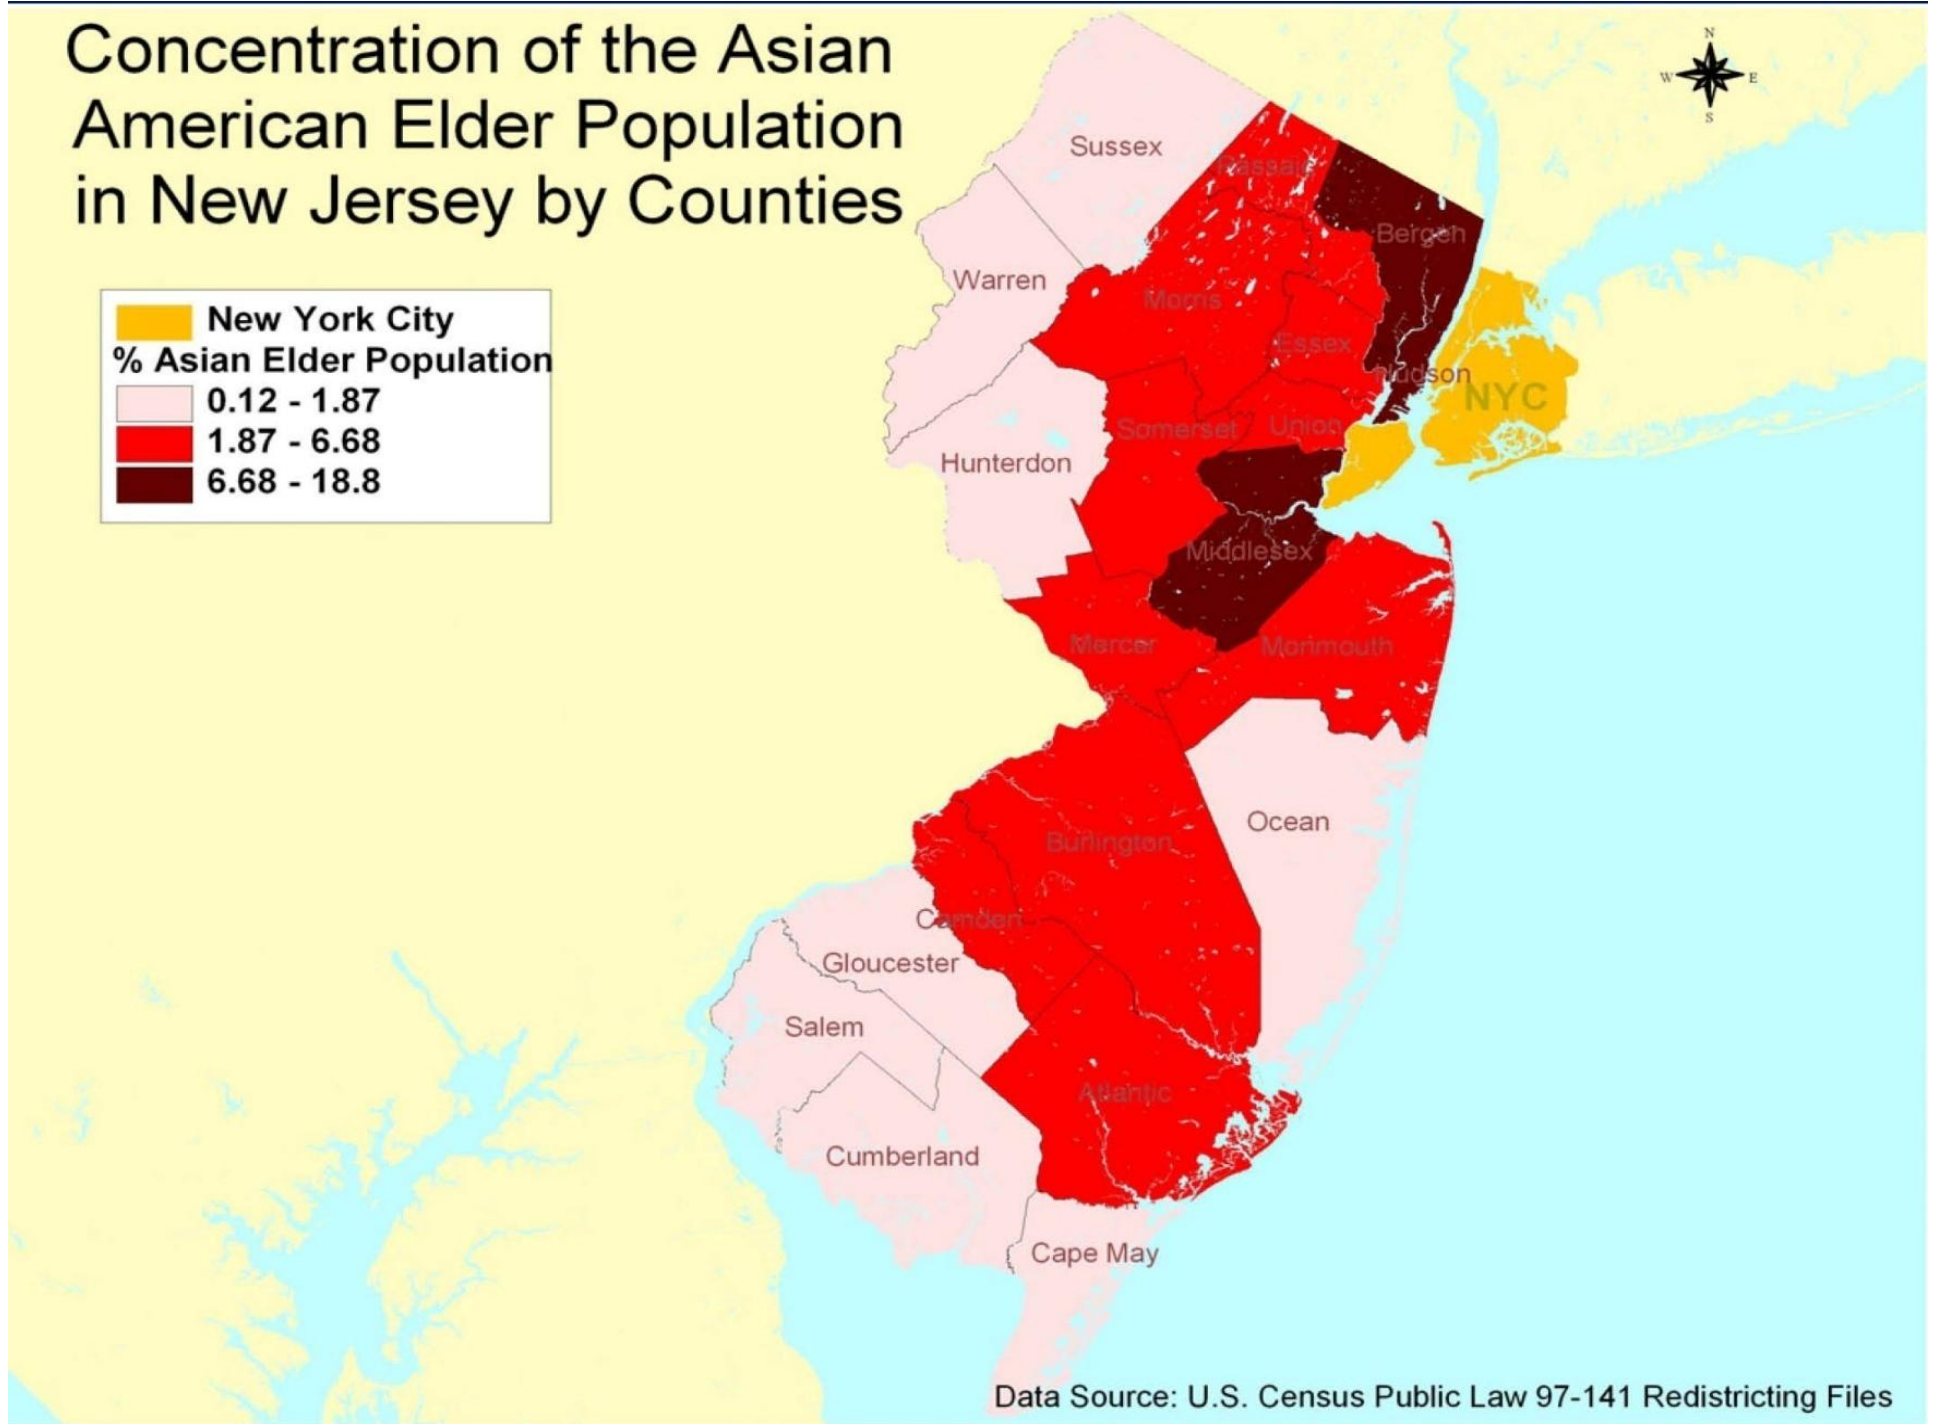 Concentration of the Asian
American Elder Population
in New Jersey by Counties
N
W
E
S
New York City
% Asian Elder Population
0.12 - 1.87
1.87 - 6.68
6.68 - 18.8
Sussex
Passaic
Bergen
Warren
Morris
Essex
Hudson
NYC
Somerset
Union
Hunterdon
Middlesex
Mercer
Monmouth
Ocean
Burlington
Camden
Gloucester
Salem
Atlantic
Cumberland
Cape May
Data Source: U.S. Census Public Law 97-141 Redistricting Files